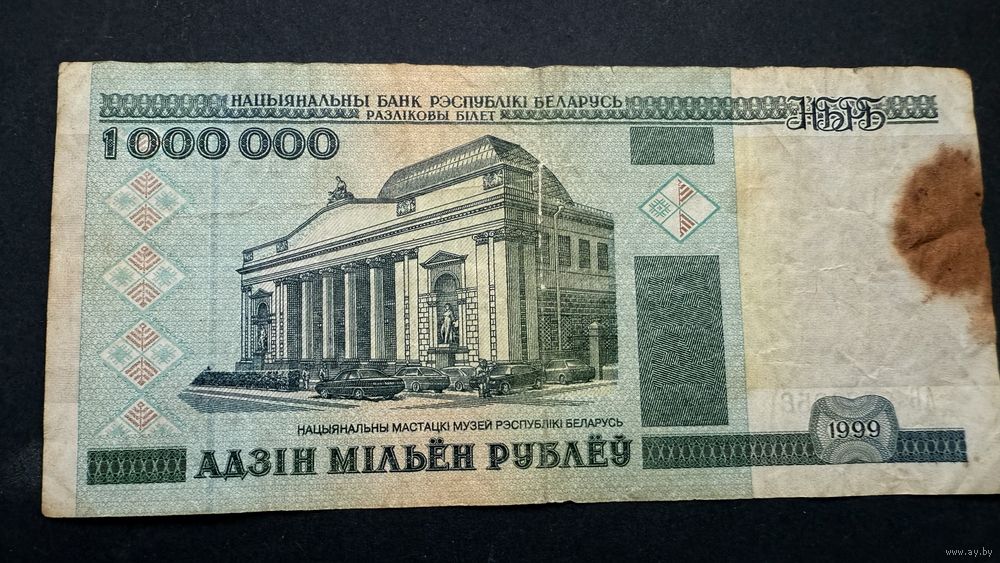 НАЦЫЯНАЛЬНЫ БАНК РЭСПУБЛІКІ БЕЛАРУСЬ
РАЗЛІКОВЫ БІЛЕТ
НБРБ
1 000 000
НАЦЫЯНАЛЬНЫ МАСТАЦКІ МУЗЕЙ РЭСПУБЛІКІ БЕЛАРУСЬ
АДЗІН МІЛЬЁН РУБЛЁЎ
1999
www.ay.by